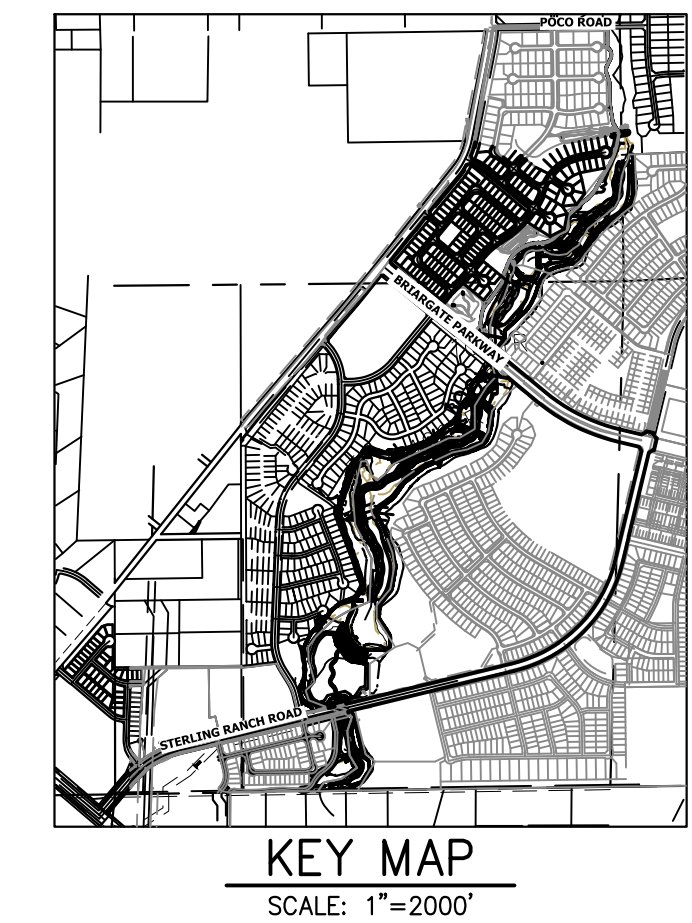 POCO ROAD
BRIARGATE PARKWAY
STERLING RANCH ROAD
KEY MAP
SCALE: 1"=2000'